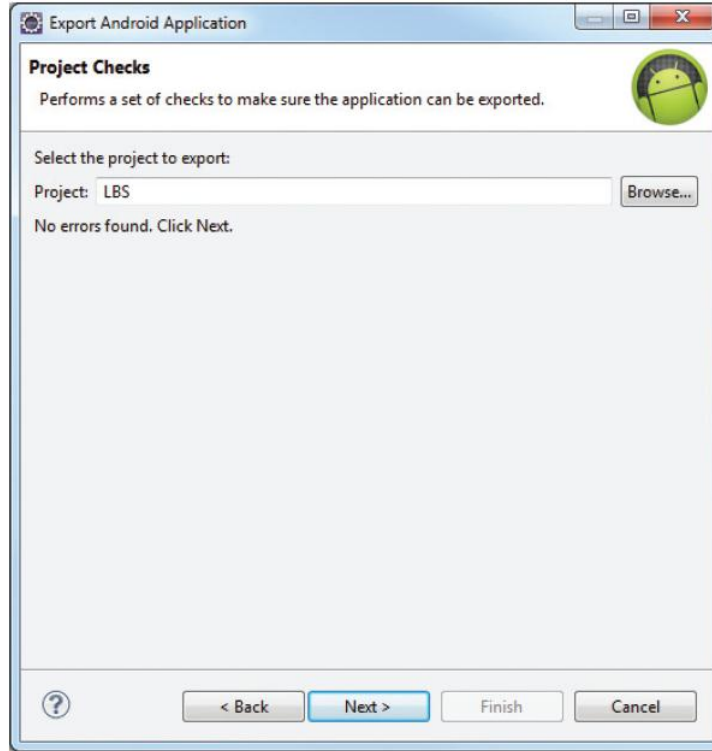 Export Android Application
Project Checks
Performs a set of checks to make sure the application can be exported.
Select the project to export:
Project: LBS Browse...
No errors found. Click Next.
? < Back Next > Finish Cancel